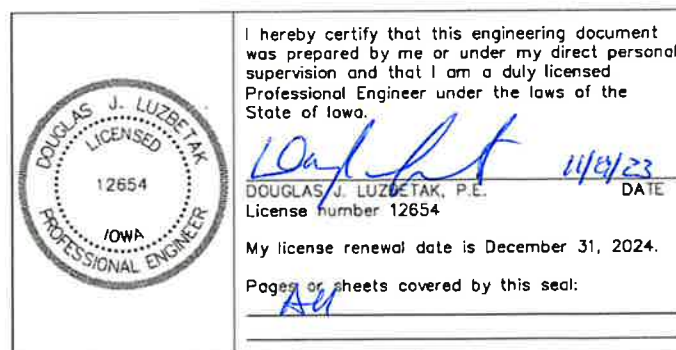 DOUGLAS J. LUZBETAK
LICENSED
12654
IOWA
PROFESSIONAL ENGINEER
I hereby certify that this engineering document
was prepared by me or under my direct personal
supervision and that I am a duly licensed
Professional Engineer under the laws of the
State of Iowa.
DOUGLAS J. LUZBETAK, P.E. DATE
License number 12654
My license renewal date is December 31, 2024.
Pages or sheets covered by this seal:
All